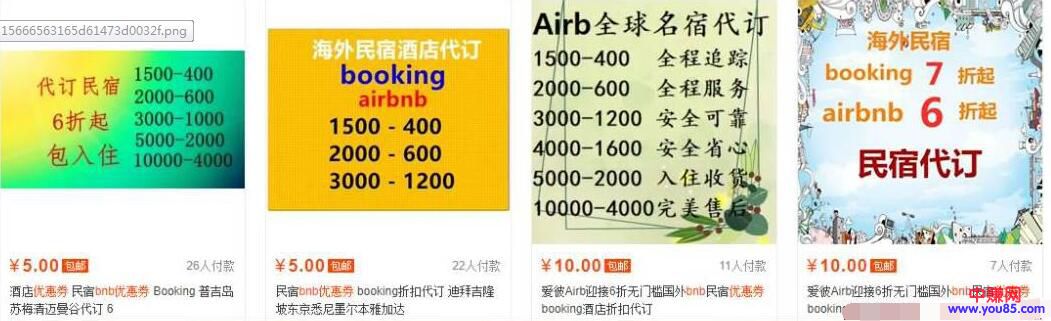 15666563165d61473d0032f.png
代订民宿
6折起
包入住
1500-400
2000-600
3000-1000
5000-2000
10000-4000
¥5.00 包邮
26人付款
酒店优惠券 民宿bnb优惠券 Booking 普吉岛
苏梅清迈曼谷代订 6
海外民宿酒店代订
booking
airbnb
1500 - 400
2000 - 600
3000 - 1200
¥5.00 包邮
22人付款
民宿bnb优惠券 booking折扣代订 迪拜吉隆
坡东京悉尼墨尔本雅加达
Airb全球名宿代订
1500-400 全程追踪
2000-600 全程服务
3000-1200 安全可靠
4000-1600 安全省心
5000-2000 入住收货
10000-4000完美售后
¥10.00 包邮
11人付款
爱彼Airb迎接6折无门槛国外bnb民宿优惠券
booking酒店折扣代订
海外民宿
booking 7 折起
airbnb 6 折起
民宿代订
¥10.00 包邮
7人付款
爱彼Airb迎接6折无门槛国外bnb民宿优惠券
booking
中赚网
www.you85.com